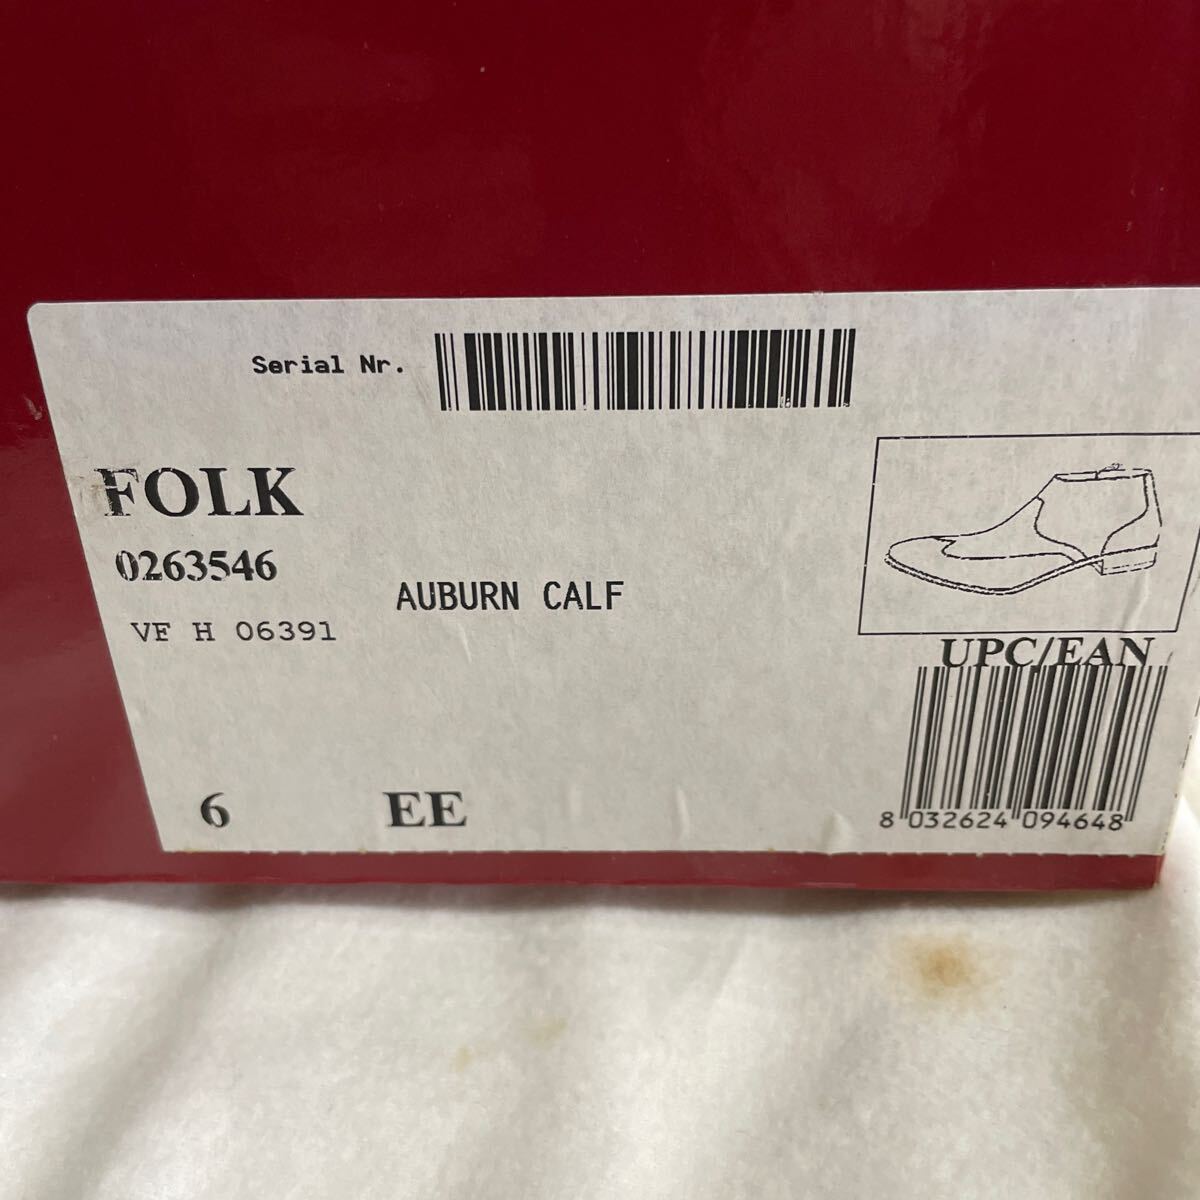 Serial Nr.
FOLK
0263546
AUBURN CALF
VF H 06391
UPC/EAN
6 EE
8 032624 094648